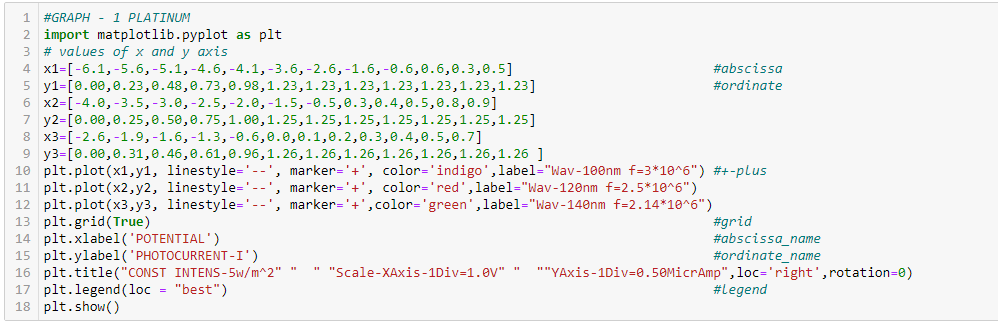 1 #GRAPH - 1 PLATINUM
2 import matplotlib.pyplot as plt
3 # values of x and y axis
4 x1=[-6.1,-5.6,-5.1,-4.6,-4.1,-3.6,-2.6,-1.6,-0.6,0.6,0.3,0.5] #abscissa
5 y1=[0.00,0.23,0.48,0.73,0.98,1.23,1.23,1.23,1.23,1.23,1.23,1.23] #ordinate
6 x2=[-4.0,-3.5,-3.0,-2.5,-2.0,-1.5,-0.5,0.3,0.4,0.5,0.8,0.9]
7 y2=[0.00,0.25,0.50,0.75,1.00,1.25,1.25,1.25,1.25,1.25,1.25,1.25]
8 x3=[-2.6,-1.9,-1.6,-1.3,-0.6,0.0,0.1,0.2,0.3,0.4,0.5,0.7]
9 y3=[0.00,0.31,0.46,0.61,0.96,1.26,1.26,1.26,1.26,1.26,1.26,1.26 ]
10 plt.plot(x1,y1, linestyle='--', marker='+', color='indigo',label="Wav-100nm f=3*10^6") #+-plus
11 plt.plot(x2,y2, linestyle='--', marker='+', color='red',label="Wav-120nm f=2.5*10^6")
12 plt.plot(x3,y3, linestyle='--', marker='+',color='green',label="Wav-140nm f=2.14*10^6")
13 plt.grid(True) #grid
14 plt.xlabel('POTENTIAL') #abscissa_name
15 plt.ylabel('PHOTOCURRENT-I') #ordinate_name
16 plt.title("CONST INTENS-5w/m^2" "  " "Scale-XAxis-1Div=1.0V" "  ""YAxis-1Div=0.50MicrAmp",loc='right',rotation=0)
17 plt.legend(loc = "best") #legend
18 plt.show()